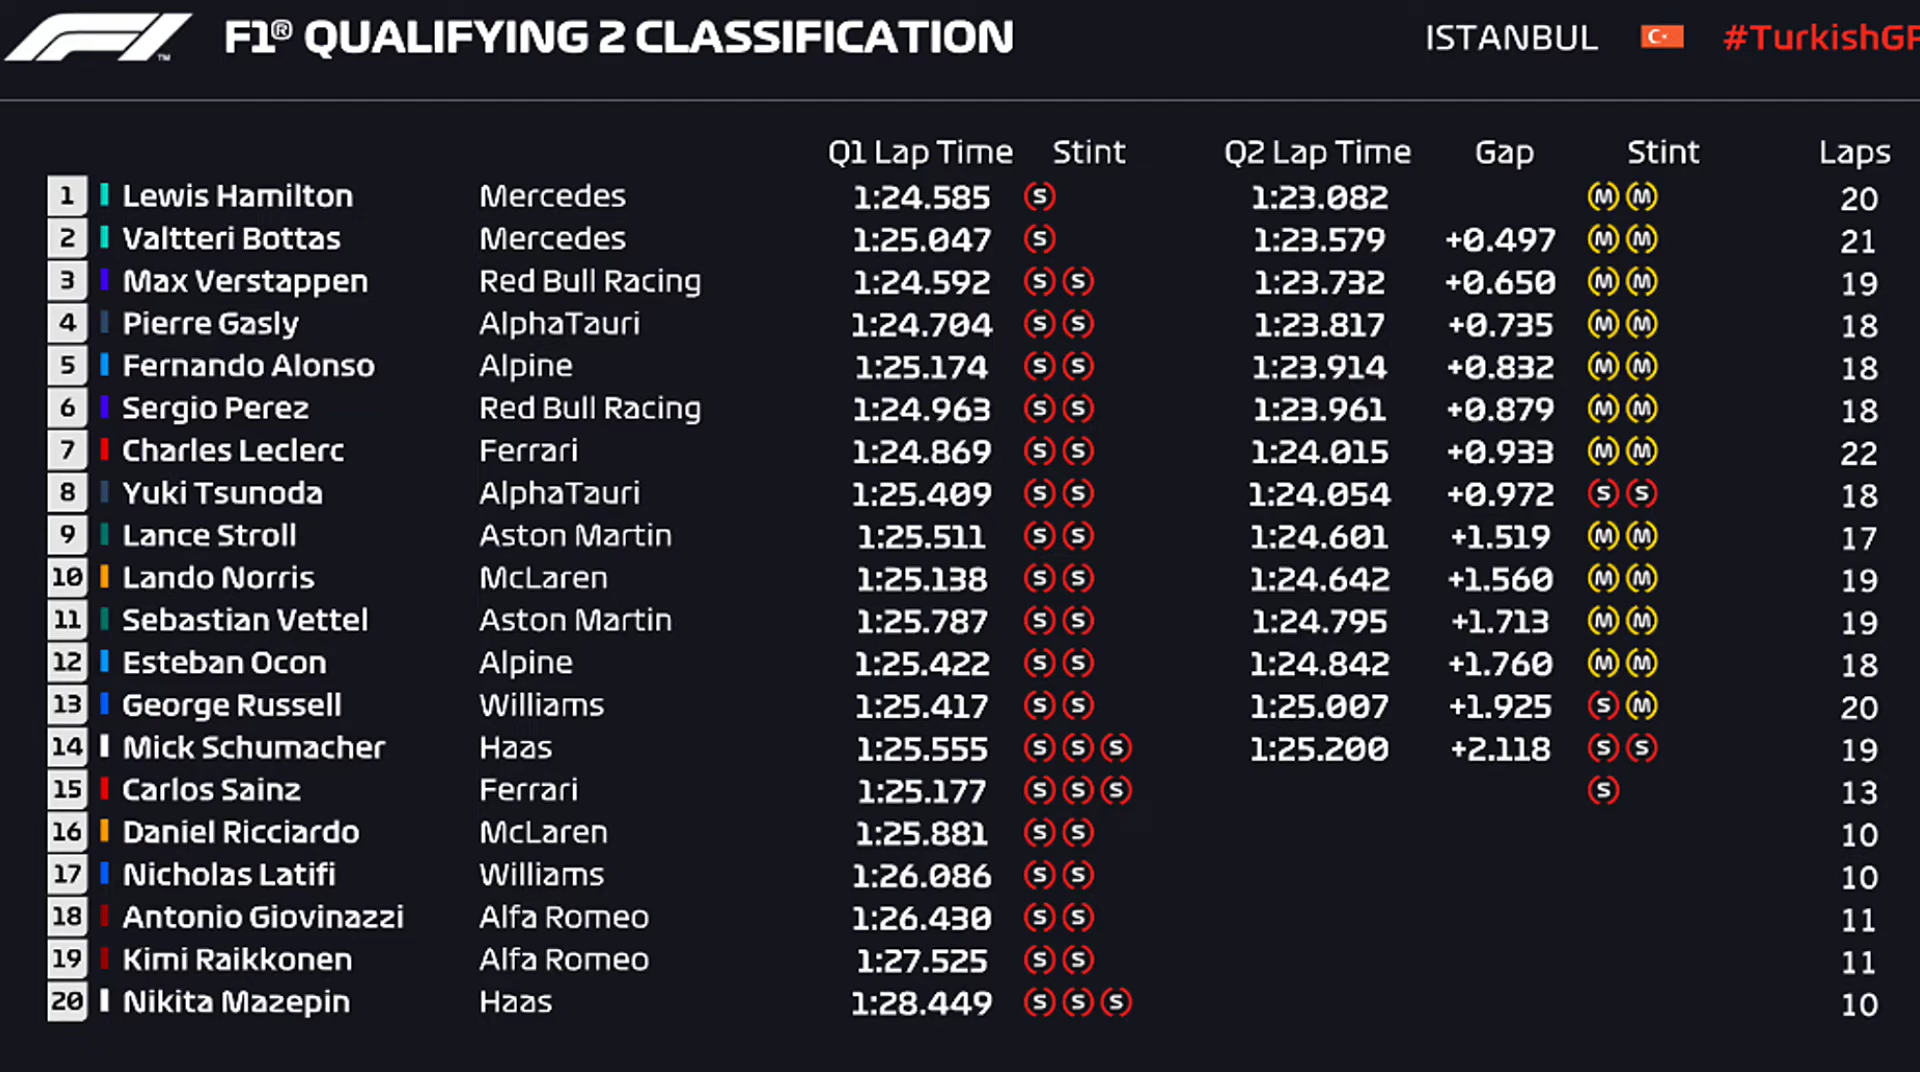 F1® QUALIFYING 2 CLASSIFICATION ISTANBUL #TurkishGP
Q1 Lap Time Stint Q2 Lap Time Gap Stint Laps
1 Lewis Hamilton Mercedes 1:24.585 S 1:23.082 M M 20
2 Valtteri Bottas Mercedes 1:25.047 S 1:23.579 +0.497 M M 21
3 Max Verstappen Red Bull Racing 1:24.592 S S 1:23.732 +0.650 M M 19
4 Pierre Gasly AlphaTauri 1:24.704 S S 1:23.817 +0.735 M M 18
5 Fernando Alonso Alpine 1:25.174 S S 1:23.914 +0.832 M M 18
6 Sergio Perez Red Bull Racing 1:24.963 S S 1:23.961 +0.879 M M 18
7 Charles Leclerc Ferrari 1:24.869 S S 1:24.015 +0.933 M M 22
8 Yuki Tsunoda AlphaTauri 1:25.409 S S 1:24.054 +0.972 S S 18
9 Lance Stroll Aston Martin 1:25.511 S S 1:24.601 +1.519 M M 17
10 Lando Norris McLaren 1:25.138 S S 1:24.642 +1.560 M M 19
11 Sebastian Vettel Aston Martin 1:25.787 S S 1:24.795 +1.713 M M 19
12 Esteban Ocon Alpine 1:25.422 S S 1:24.842 +1.760 M M 18
13 George Russell Williams 1:25.417 S S 1:25.007 +1.925 S M 20
14 Mick Schumacher Haas 1:25.555 S S S 1:25.200 +2.118 S S 19
15 Carlos Sainz Ferrari 1:25.177 S S S S 13
16 Daniel Ricciardo McLaren 1:25.881 S S 10
17 Nicholas Latifi Williams 1:26.086 S S 10
18 Antonio Giovinazzi Alfa Romeo 1:26.430 S S 11
19 Kimi Raikkonen Alfa Romeo 1:27.525 S S 11
20 Nikita Mazepin Haas 1:28.449 S S S 10